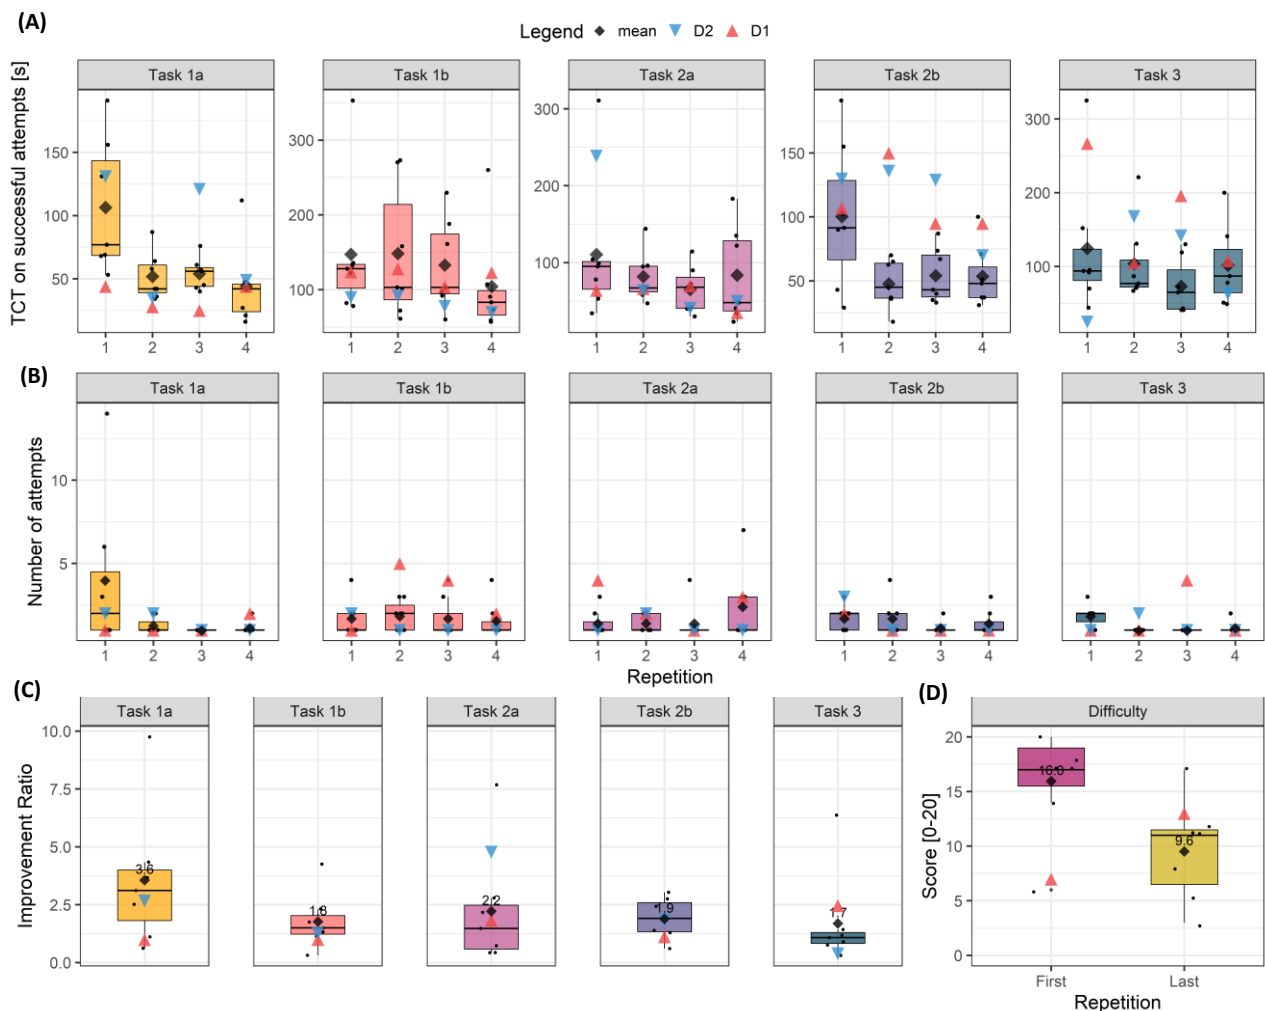 (A)
Legend mean D2 D1
TCT on successful attempts [s]
Task 1a Task 1b Task 2a Task 2b Task 3
150 100 50
300 200 100
300 200 100
150 100 50
300 200 100
1 2 3 4 1 2 3 4 1 2 3 4 1 2 3 4 1 2 3 4
(B)
Number of attempts
Task 1a Task 1b Task 2a Task 2b Task 3
10
5
1 2 3 4 1 2 3 4 1 2 3 4 1 2 3 4 1 2 3 4
Repetition
(C)
Improvement Ratio
Task 1a Task 1b Task 2a Task 2b Task 3
10.0
7.5
5.0
2.5
0.0
3.6 1.8 2.2 1.9
(D)
Score [0-20]
Difficulty
20
15
10
5
0
16.0 9.6
First Last
Repetition